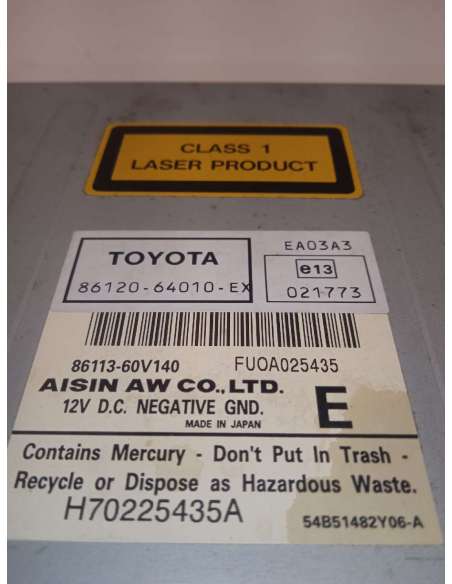 CLASS 1
LASER PRODUCT
TOYOTA
86120-64010-EX
EA03A3
e13
021773
86113-60V140 FUOA025435
AISIN AW CO., LTD.
12V D.C. NEGATIVE GND.
MADE IN JAPAN
E
Contains Mercury - Don't Put In Trash -
Recycle or Dispose as Hazardous Waste.
H70225435A 54B51482Y06-A